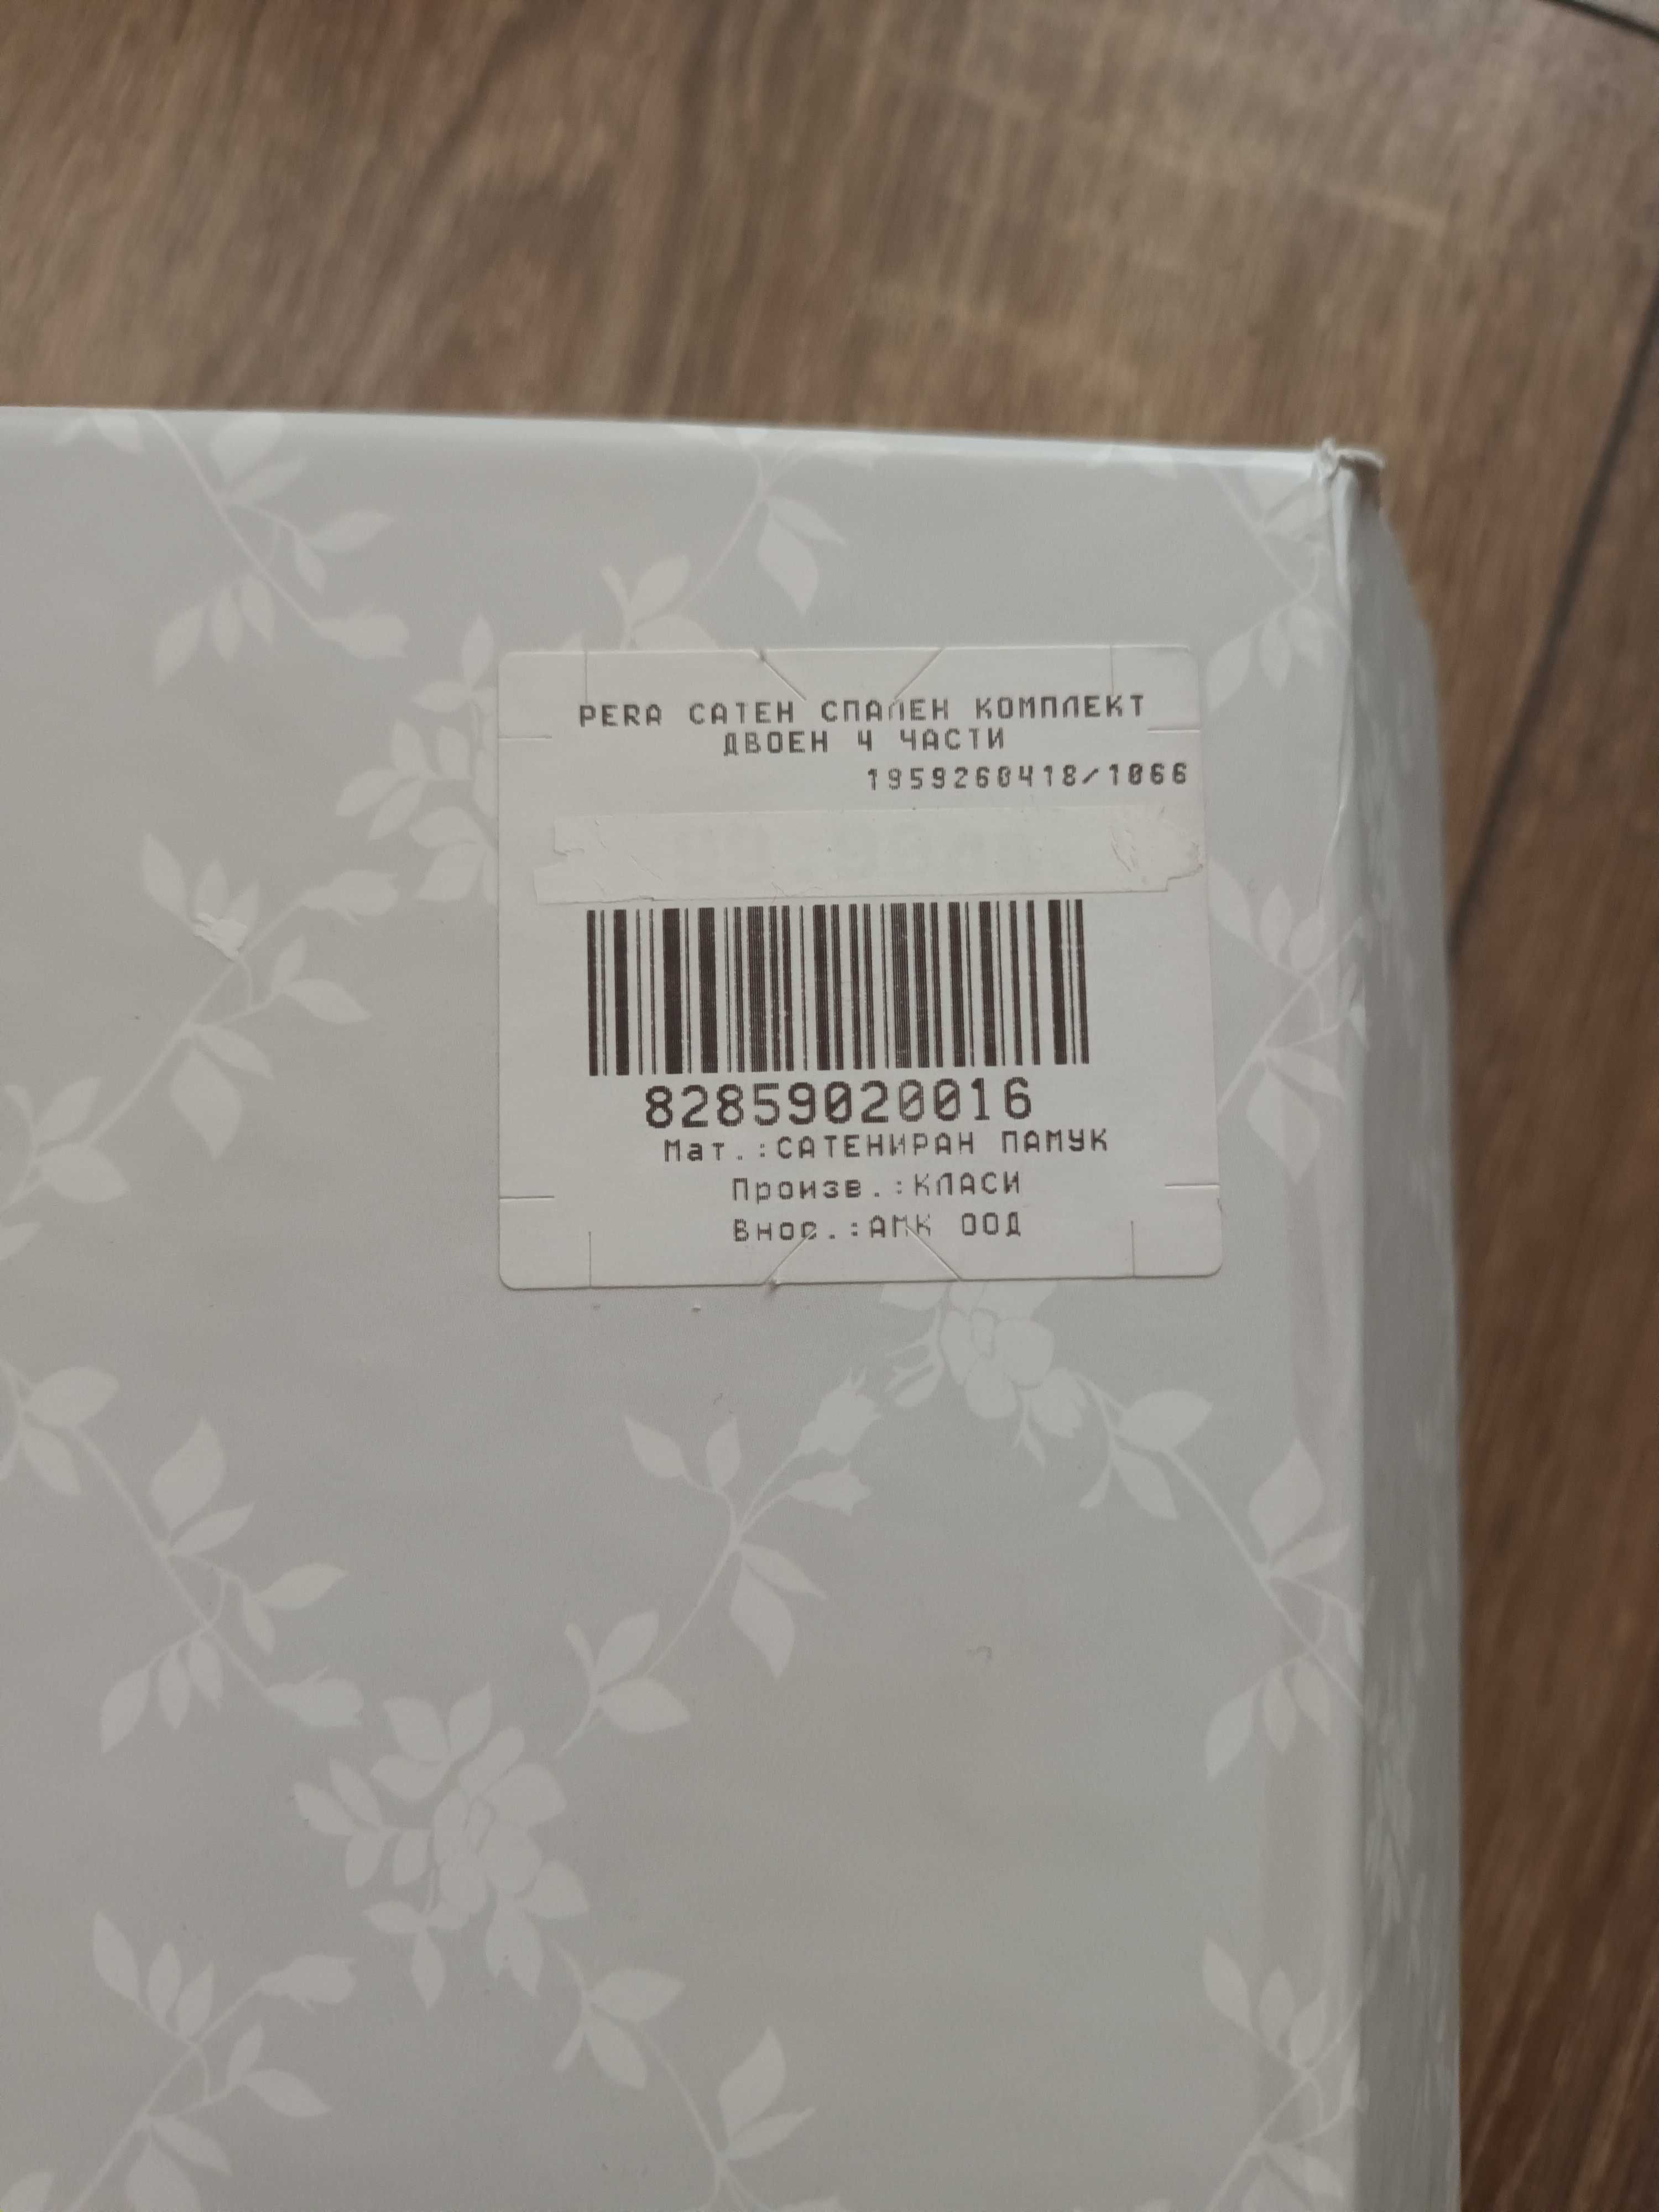 PERA САТЕН СПАЛЕН КОМПЛЕКТ
ДВОЕН 4 ЧАСТИ
1959260418/1066
82859020016
Мат.:САТЕНИРАН ПАМУК
Произв.:КЛАСИ
Внос.:АМК ООД